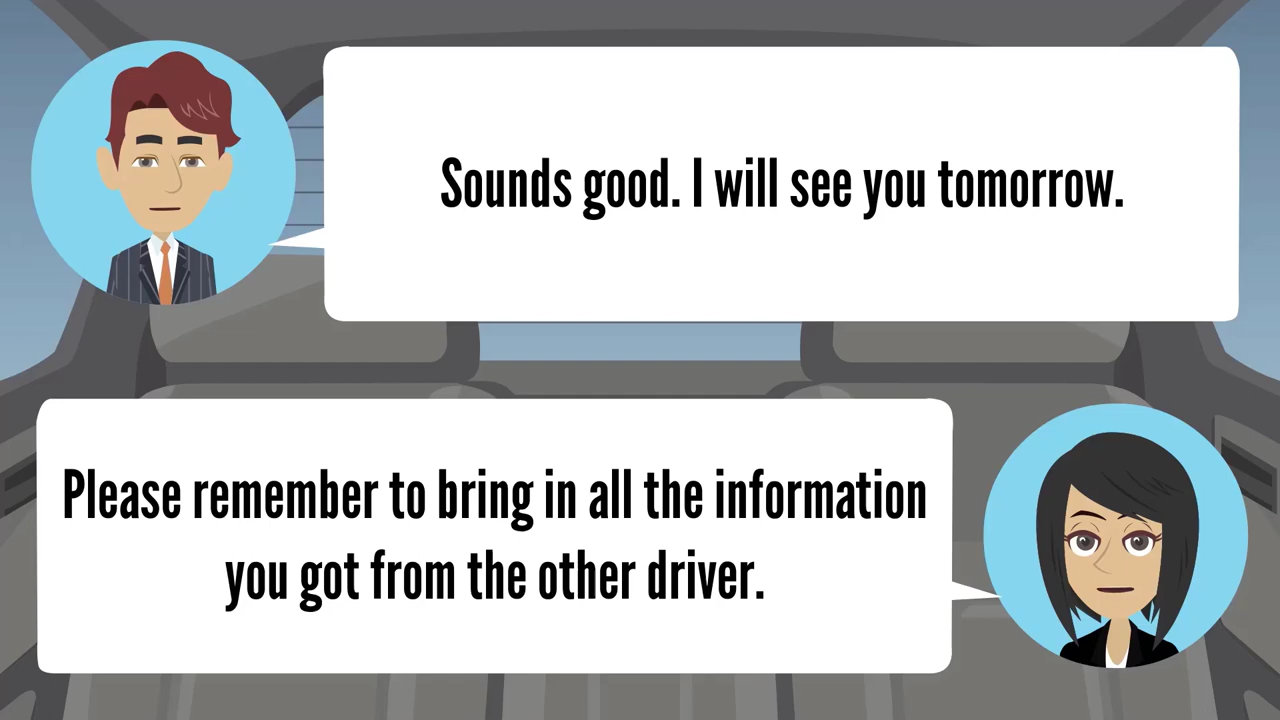 Sounds good. I will see you tomorrow.
Please remember to bring in all the information
you got from the other driver.